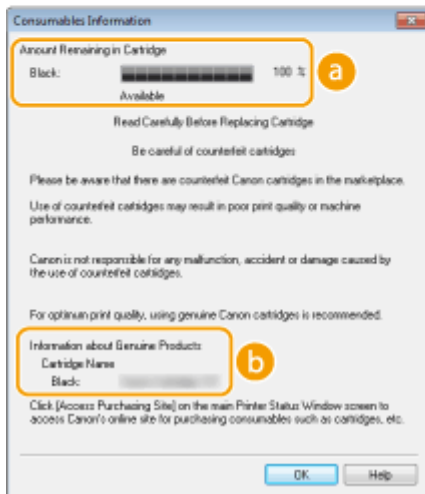 Consumables Information
Amount Remaining in Cartridge
Black: 100 %
a
Available
Read Carefully Before Replacing Cartridge
Be careful of counterfeit cartridges
Please be aware that there are counterfeit Canon cartridges in the marketplace.
Use of counterfeit cartridges may result in poor print quality or machine
performance.
Canon is not responsible for any malfunction, accident or damage caused by
the use of counterfeit cartridges.
For optimum print quality, using genuine Canon cartridges is recommended.
Information about Genuine Products
Cartridge Name
b
Black:
Click [Access Purchasing Site] on the main Printer Status Window screen to
access Canon's online site for purchasing consumables such as cartridges, etc.
OK Help